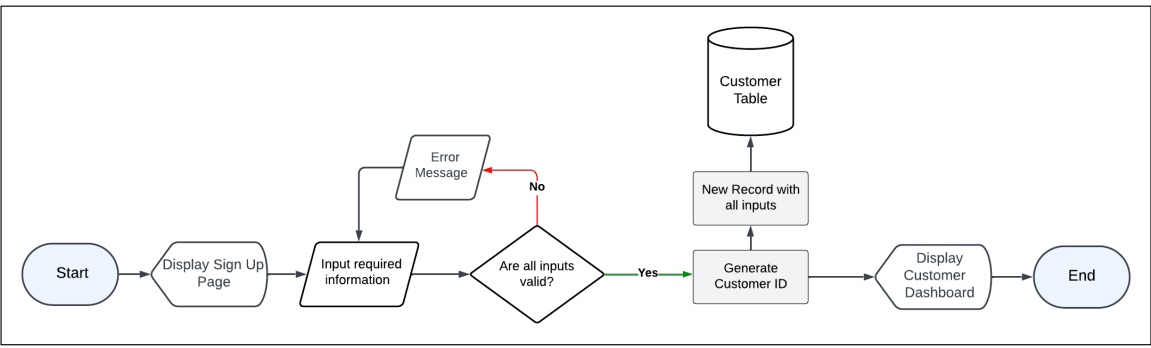 Customer
Table
Error
Message
No
New Record with
all inputs
Start
Display Sign Up
Page
Input required
information
Are all inputs
valid?
Yes
Generate
Customer ID
Display
Customer
Dashboard
End